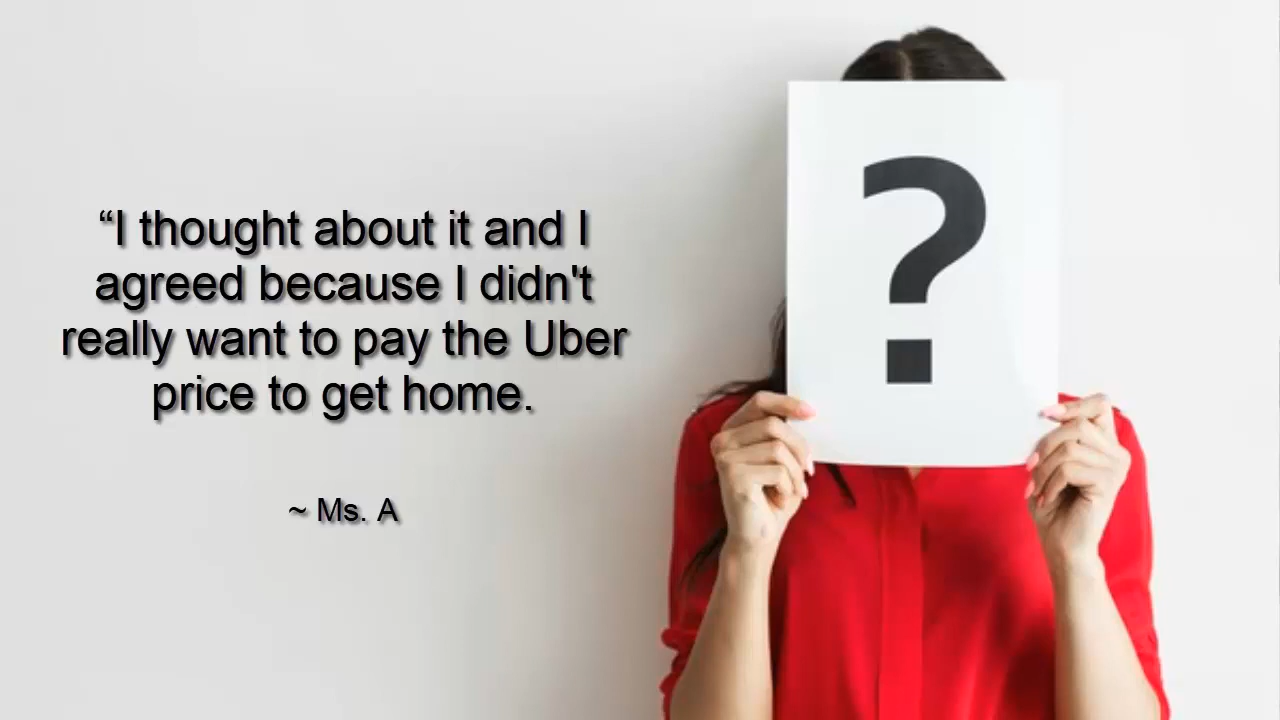 “I thought about it and I
agreed because I didn't
really want to pay the Uber
price to get home.
~ Ms. A
?